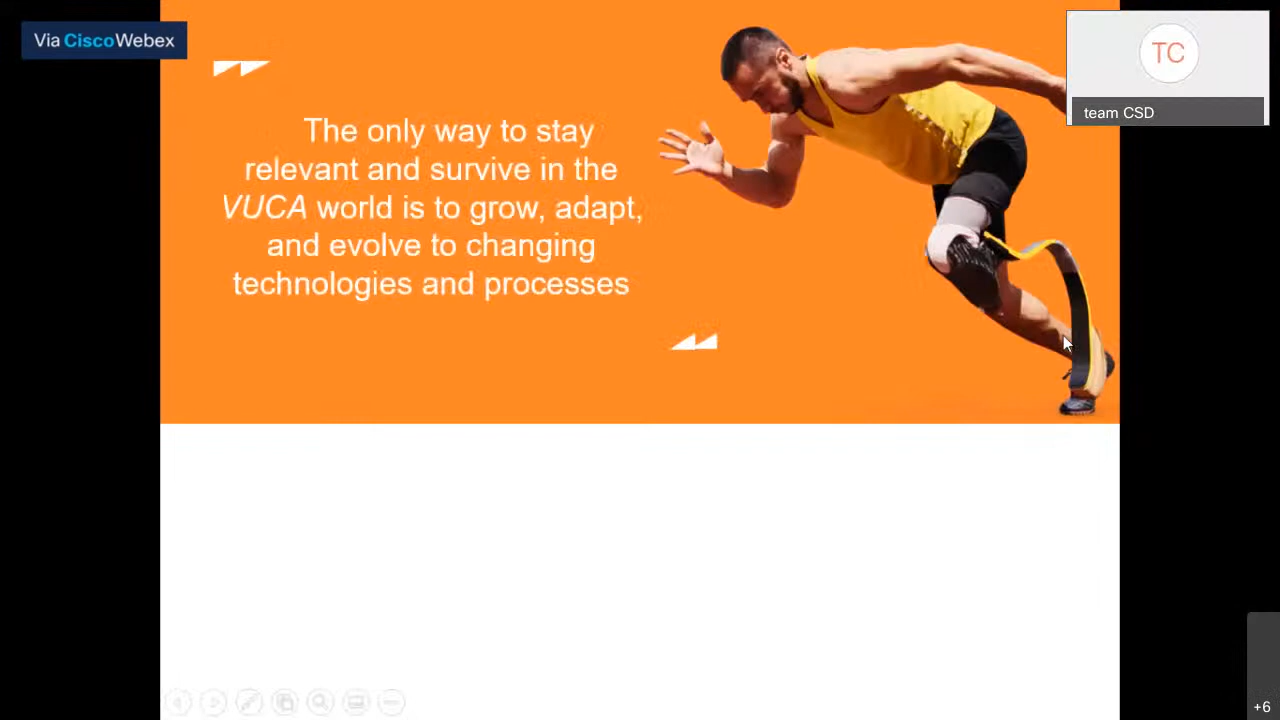 Via CiscoWebex
TC
team CSD
The only way to stay
relevant and survive in the
VUCA world is to grow, adapt,
and evolve to changing
technologies and processes
+6